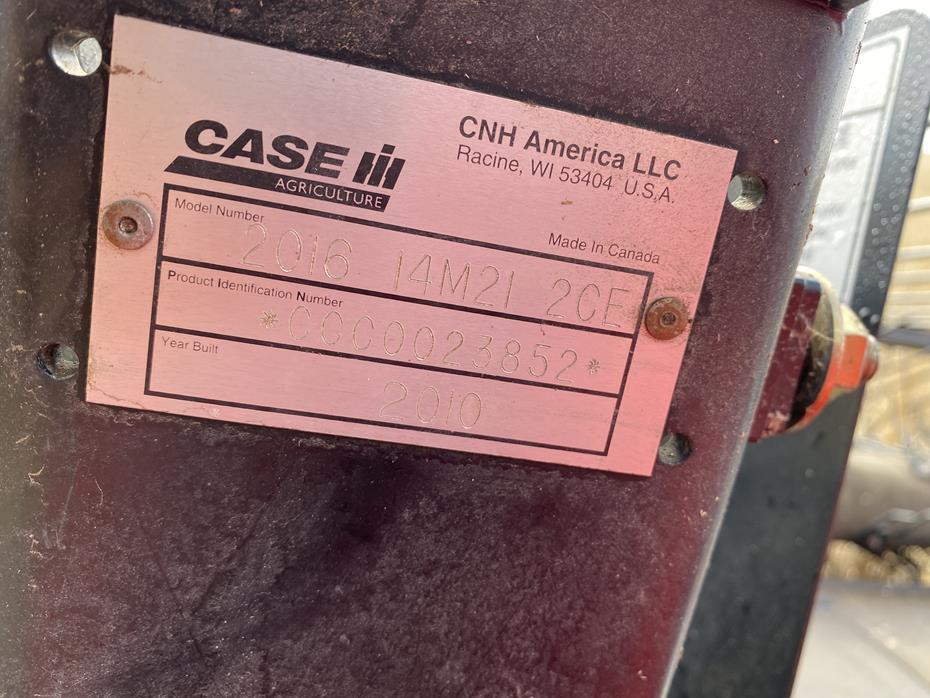 CASE IH
AGRICULTURE
CNH America LLC
Racine, WI 53404 U.S.A.
Made In Canada
Model Number
2016 14M21 2CE
Product Identification Number
*CCC0023852*
Year Built
2010